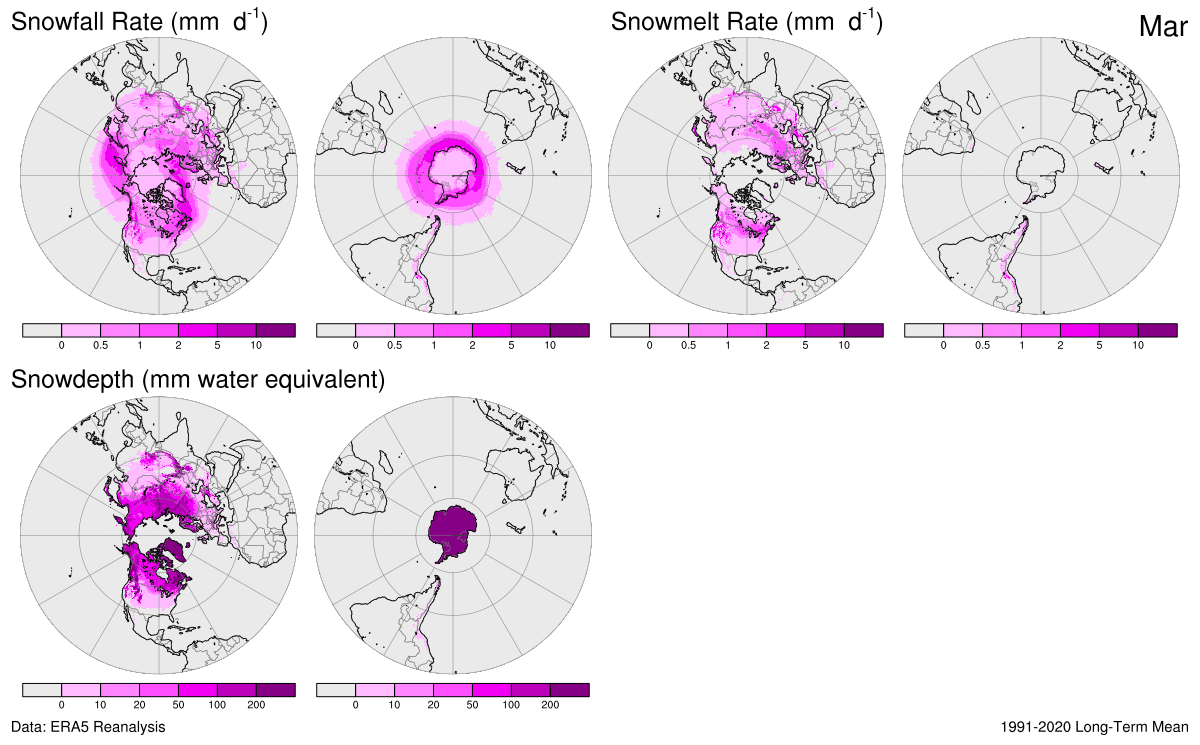 Snowfall Rate (mm d-1)
Snowmelt Rate (mm d-1)
Mar
0 0.5 1 2 5 10
0 0.5 1 2 5 10
0 0.5 1 2 5 10
0 0.5 1 2 5 10
Snowdepth (mm water equivalent)
0 10 20 50 100 200
0 10 20 50 100 200
Data: ERA5 Reanalysis
1991-2020 Long-Term Mean